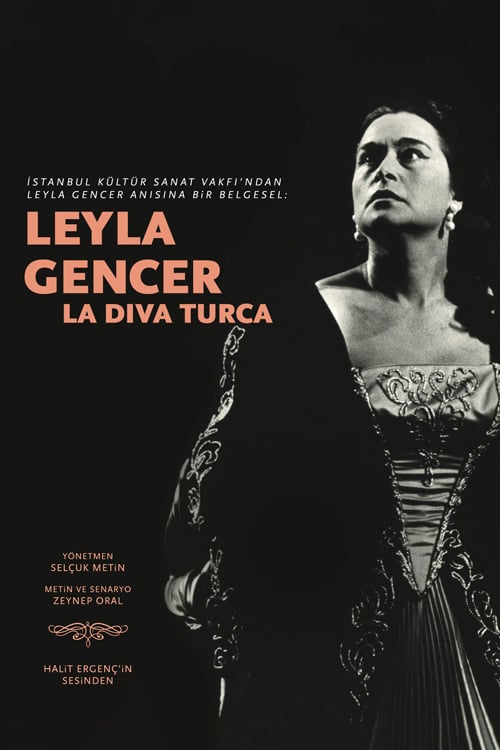 İSTANBUL KÜLTÜR SANAT VAKFI'NDAN
LEYLA GENCER ANISINA BİR BELGESEL:
LEYLA
GENCER
LA DIVA TURCA
YÖNETMEN
SELÇUK METİN
METİN VE SENARYO
ZEYNEP ORAL
HALİT ERGENÇ'İN
SESİNDEN